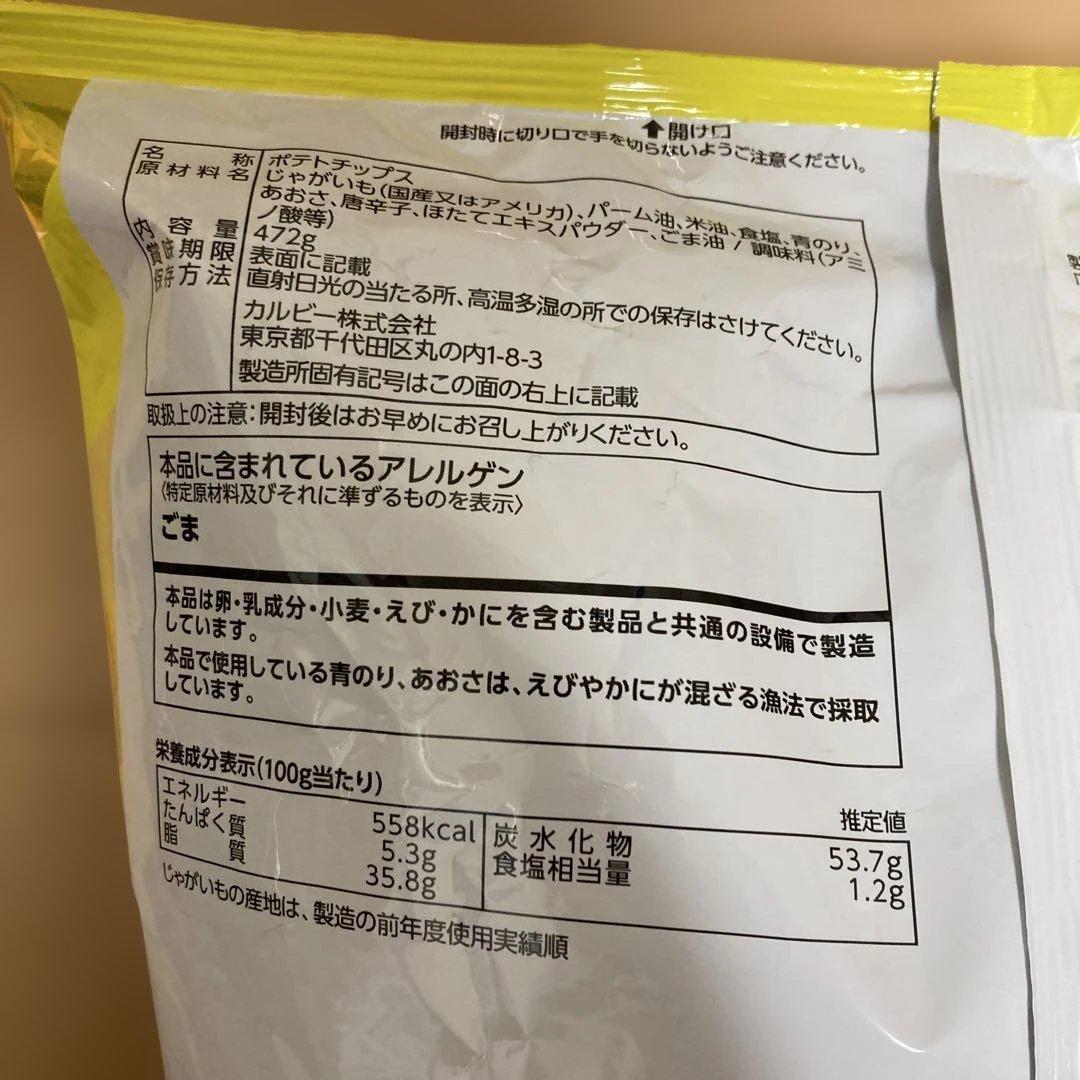 開け口
開封時に切り口で手を切らないようご注意ください。
名称 ポテトチップス
原材料名 じゃがいも(国産又はアメリカ)、パーム油、米油、食塩、青のり、
あおさ、唐辛子、ほたてエキスパウダー、ごま油 / 調味料(アミ
ノ酸等)
内容量 472g
賞味期限 表面に記載
保存方法 直射日光の当たる所、高温多湿の所での保存はさけてください。
カルビー株式会社
東京都千代田区丸の内1-8-3
製造所固有記号はこの面の右上に記載
取扱上の注意:開封後はお早めにお召し上がりください。
本品に含まれているアレルゲン
〈特定原材料及びそれに準ずるものを表示〉
ごま
本品は卵・乳成分・小麦・えび・かにを含む製品と共通の設備で製造
しています。
本品で使用している青のり、あおさは、えびやかにが混ざる漁法で採取
しています。
栄養成分表示(100g当たり) 推定値
エネルギー 558kcal 炭水化物 53.7g
たんぱく質 5.3g 食塩相当量 1.2g
脂質 35.8g
じゃがいもの産地は、製造の前年度使用実績順